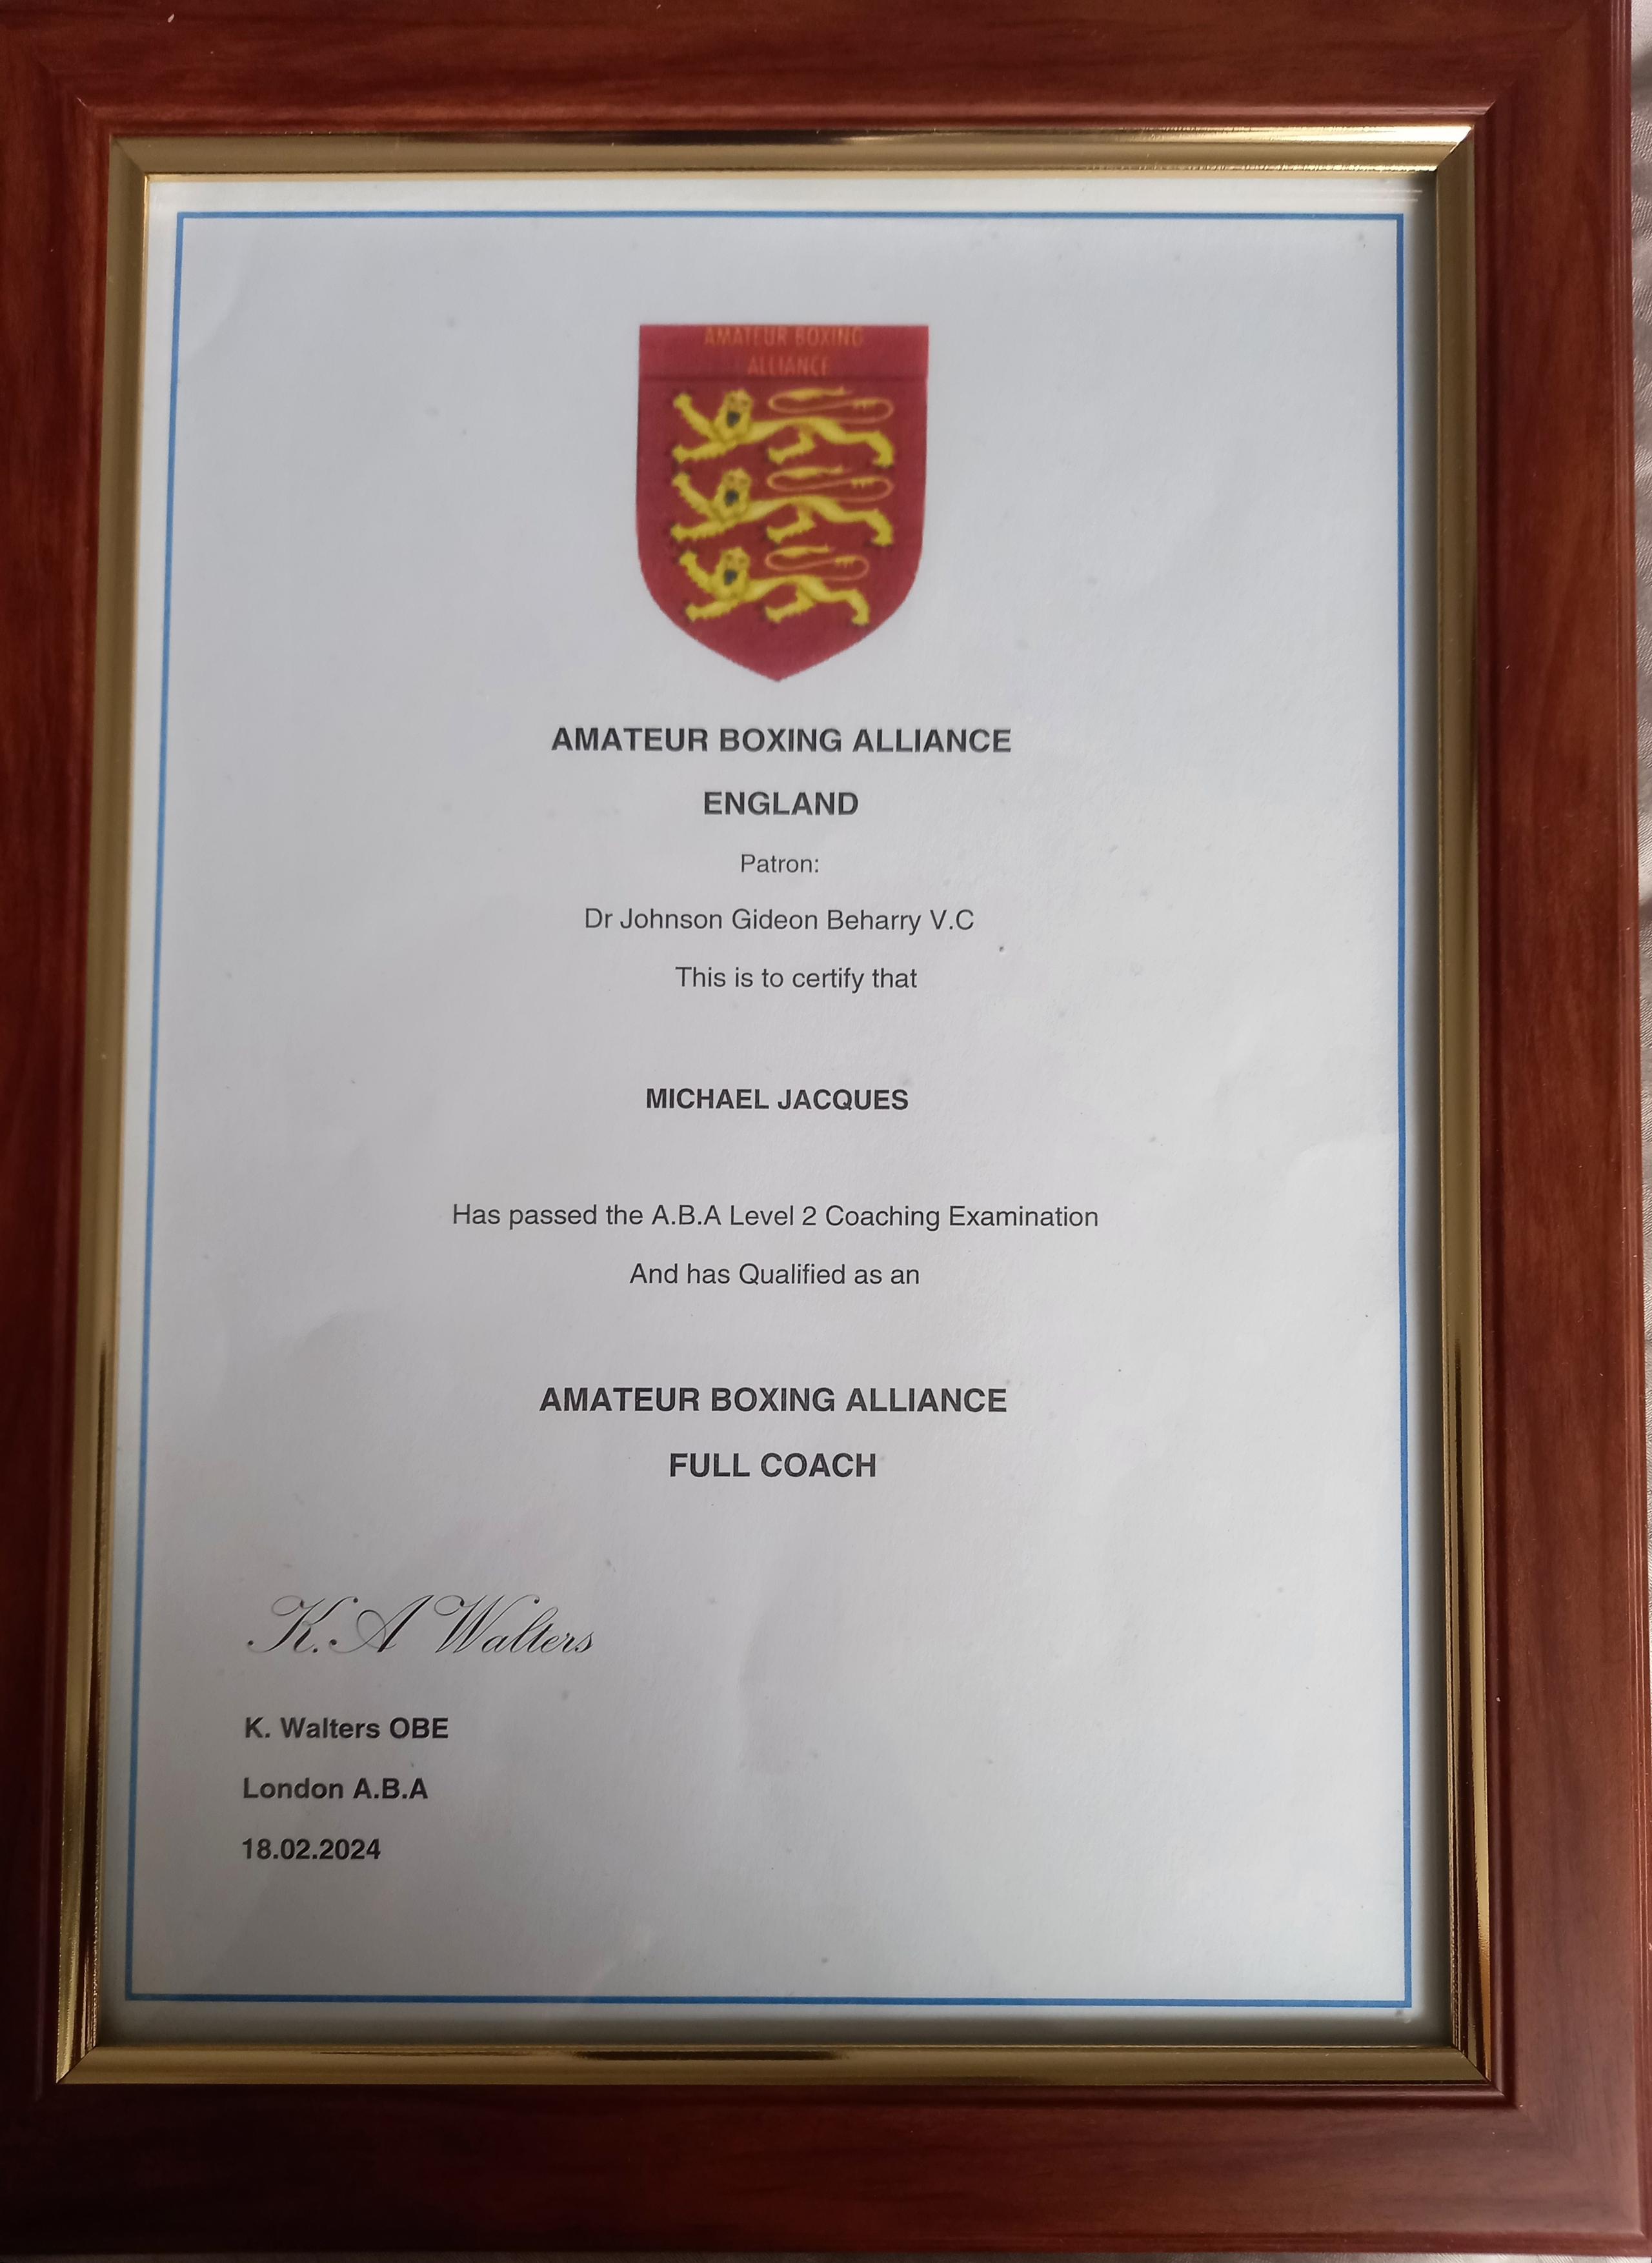 AMATEUR BOXING
ALLIANCE
AMATEUR BOXING ALLIANCE
ENGLAND
Patron:
Dr Johnson Gideon Beharry V.C
This is to certify that
MICHAEL JACQUES
Has passed the A.B.A Level 2 Coaching Examination
And has Qualified as an
AMATEUR BOXING ALLIANCE
FULL COACH
K. A Walters
K. Walters OBE
London A.B.A
18.02.2024